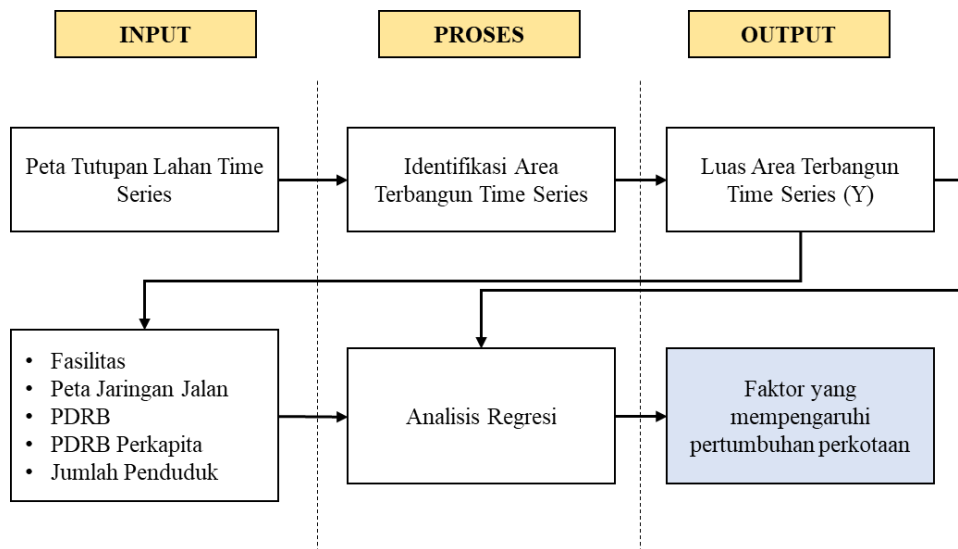 INPUT
PROSES
OUTPUT
Peta Tutupan Lahan Time
Series
Identifikasi Area
Terbangun Time Series
Luas Area Terbangun
Time Series (Y)
• Fasilitas
• Peta Jaringan Jalan
• PDRB
• PDRB Perkapita
• Jumlah Penduduk
Analisis Regresi
Faktor yang
mempengaruhi
pertumbuhan perkotaan